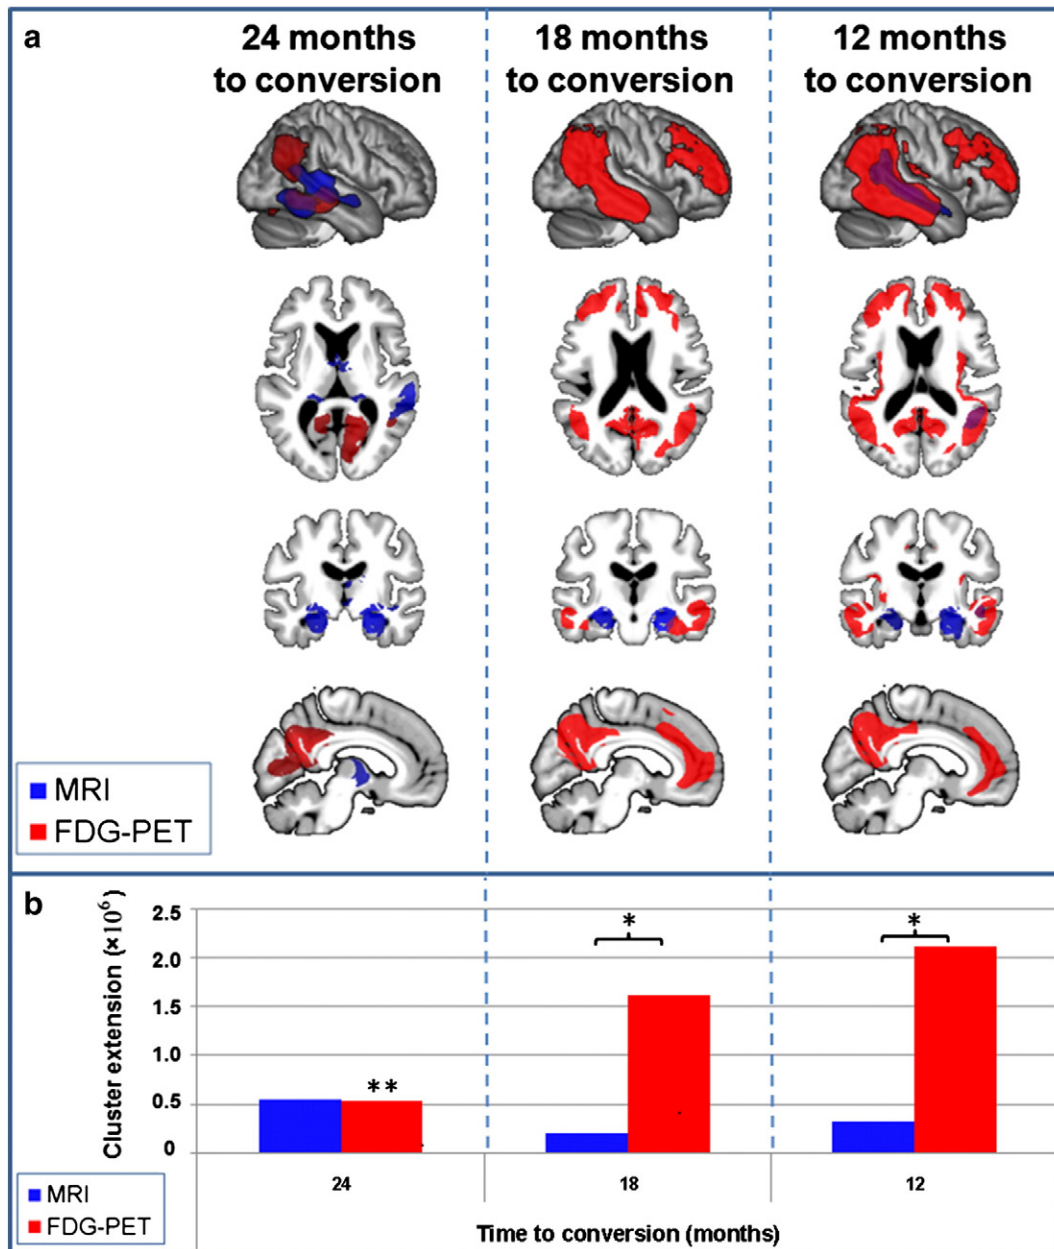 a
24 months
to conversion
18 months
to conversion
12 months
to conversion
MRI
FDG-PET
b
Cluster extension (×10⁶)
2.5
2.0
1.5
1.0
0.5
0
**
*
*
24
18
12
MRI
FDG-PET
Time to conversion (months)